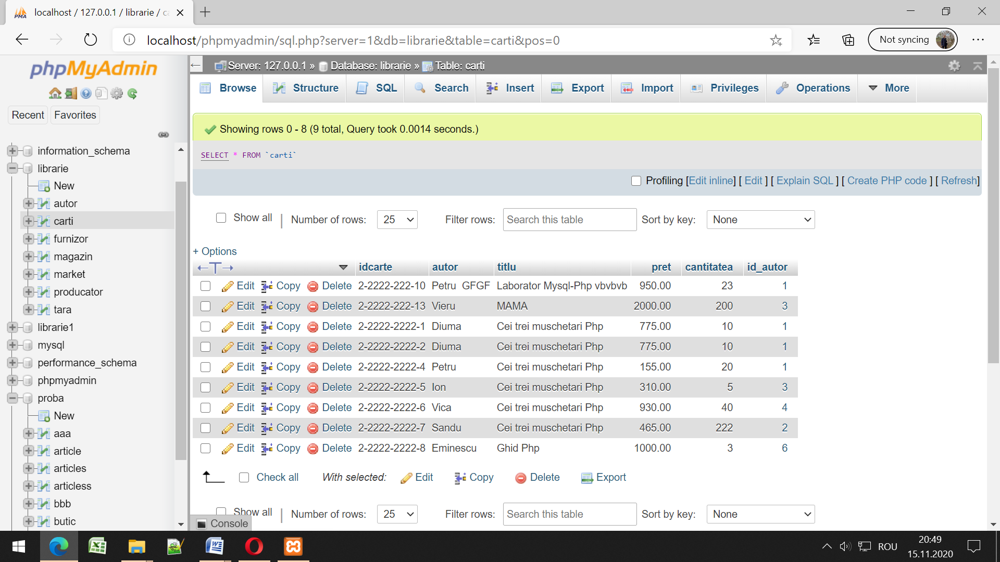 localhost / 127.0.0.1 / librarie / ca
localhost/phpmyadmin/sql.php?server=1&db=librarie&table=carti&pos=0
Not syncing
phpMyAdmin
Recent
Favorites
information_schema
librarie
New
autor
carti
furnizor
magazin
market
producator
tara
librarie1
mysql
performance_schema
phpmyadmin
proba
New
aaa
article
articles
articless
bbb
butic
Server: 127.0.0.1 » Database: librarie » Table: carti
Browse Structure SQL Search Insert Export Import Privileges Operations More
Showing rows 0 - 8 (9 total, Query took 0.0014 seconds.)
SELECT * FROM `carti`
Profiling [Edit inline] [ Edit ] [ Explain SQL ] [ Create PHP code ] [ Refresh]
Show all | Number of rows: 25 Filter rows: Search this table Sort by key: None
+ Options
idcarte autor titlu pret cantitatea id_autor
Edit Copy Delete 2-2222-222-10 Petru GFGF Laborator Mysql-Php vbvbvb 950.00 23 1
Edit Copy Delete 2-2222-222-13 Vieru MAMA 2000.00 200 3
Edit Copy Delete 2-2222-2222-1 Diuma Cei trei muschetari Php 775.00 10 1
Edit Copy Delete 2-2222-2222-2 Diuma Cei trei muschetari Php 775.00 10 1
Edit Copy Delete 2-2222-2222-4 Petru Cei trei muschetari Php 155.00 20 1
Edit Copy Delete 2-2222-2222-5 Ion Cei trei muschetari Php 310.00 5 3
Edit Copy Delete 2-2222-2222-6 Vica Cei trei muschetari Php 930.00 40 4
Edit Copy Delete 2-2222-2222-7 Sandu Cei trei muschetari Php 465.00 222 2
Edit Copy Delete 2-2222-2222-8 Eminescu Ghid Php 1000.00 3 6
Check all With selected: Edit Copy Delete Export
Show all | Number of rows: 25 Filter rows: Search this table Sort by key: None
Console
ROU
20:49
15.11.2020